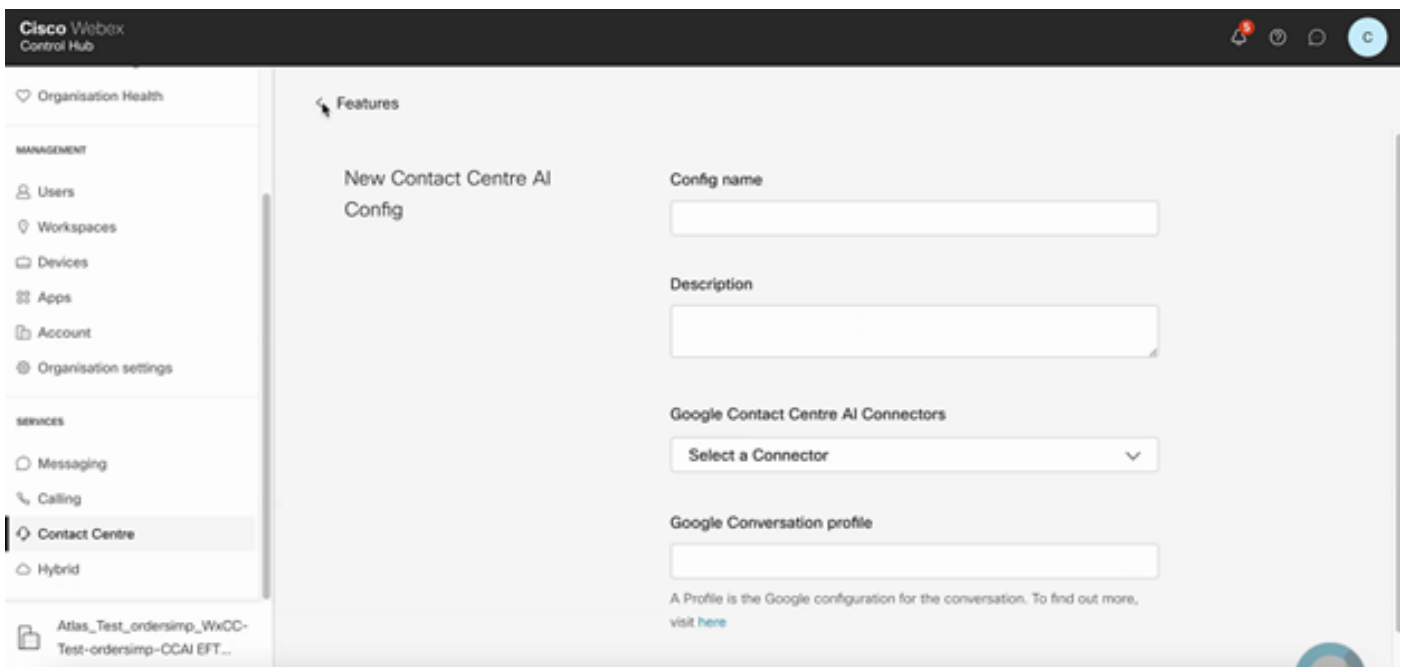 Cisco Webex
Control Hub
5
C
Organisation Health
MANAGEMENT
Users
Workspaces
Devices
Apps
Account
Organisation settings
SERVICES
Messaging
Calling
Contact Centre
Hybrid
Atlas_Test_ordersimp_WxCC-
Test-ordersimp-CCAI EFT...
Features
New Contact Centre AI
Config
Config name
Description
Google Contact Centre AI Connectors
Select a Connector
Google Conversation profile
A Profile is the Google configuration for the conversation. To find out more,
visit here